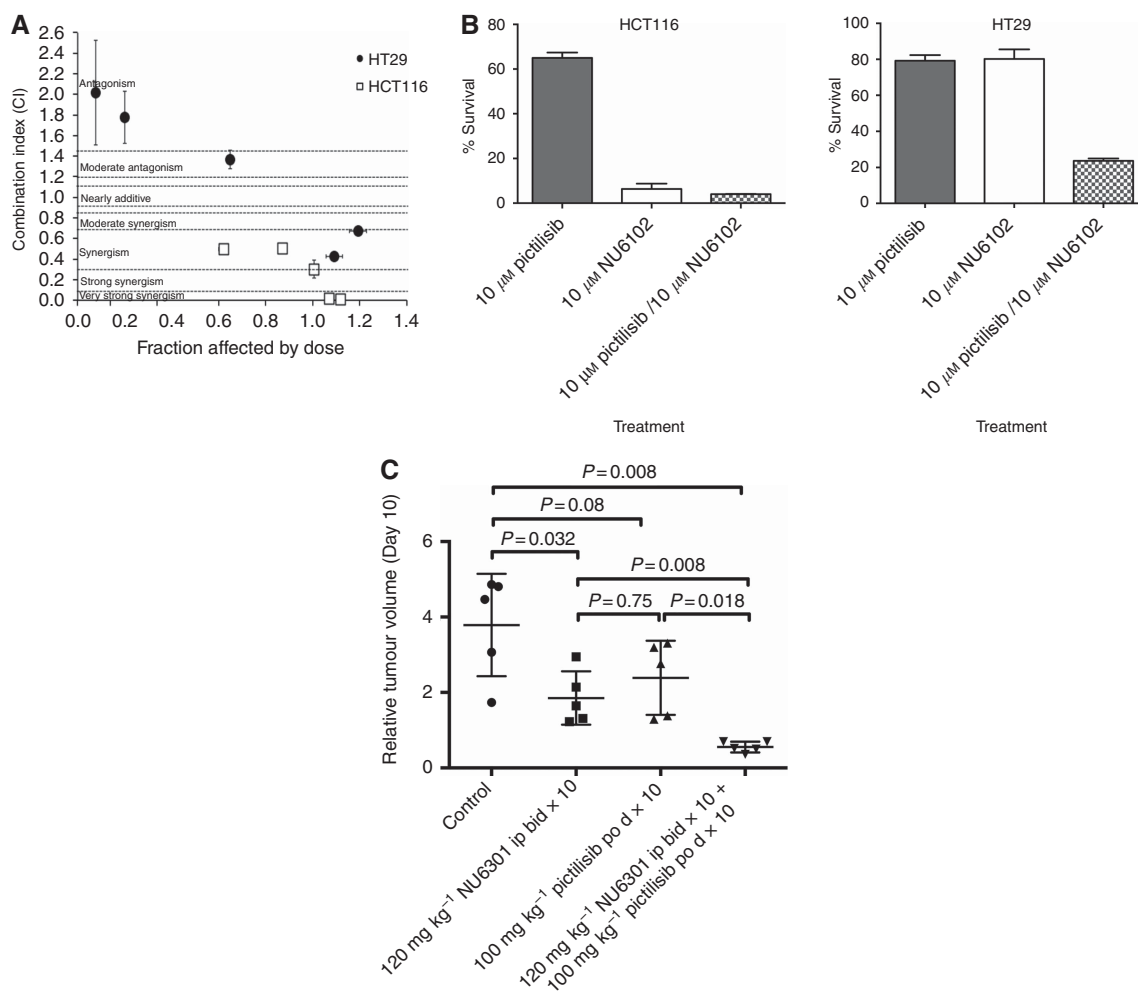 A
Combination index (CI)
2.6
2.4
2.2
2.0
1.8
1.6
1.4
1.2
1.0
0.8
0.6
0.4
0.2
0.0
HT29
HCT116
Antagonism
Moderate antagonism
Nearly additive
Moderate synergism
Synergism
Strong synergism
Very strong synergism
0.0 0.2 0.4 0.6 0.8 1.0 1.2 1.4
Fraction affected by dose
B
HCT116
% Survival
80
60
40
20
0
10 µM pictilisib
10 µM NU6102
10 µM pictilisib /10 µM NU6102
Treatment
HT29
% Survival
100
80
60
40
20
0
10 µM pictilisib
10 µM NU6102
10 µM pictilisib /10 µM NU6102
Treatment
C
Relative tumour volume (Day 10)
6
4
2
0
P = 0.008
P = 0.08
P = 0.032
P = 0.008
P = 0.75
P = 0.018
Control
120 mg kg⁻¹ NU6301 ip bid × 10
100 mg kg⁻¹ pictilisib po d × 10
120 mg kg⁻¹ NU6301 ip bid × 10 +
100 mg kg⁻¹ pictilisib po d × 10